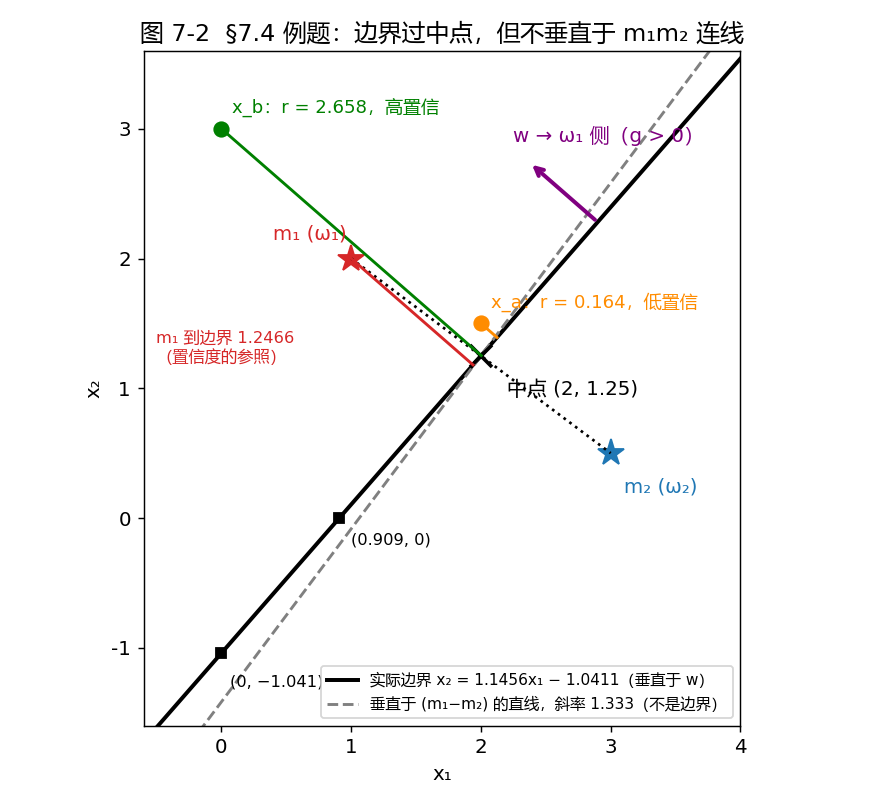 图 7-2  §7.4 例题：边界过中点，但不垂直于 m₁m₂ 连线
x_b：r = 2.658，高置信
w → ω₁ 侧（g > 0）
m₁ (ω₁)
x_a：r = 0.164，低置信
m₁ 到边界 1.2466
(置信度的参照)
中点 (2, 1.25)
m₂ (ω₂)
(0.909, 0)
(0, −1.041)
实际边界 x₂ = 1.1456x₁ − 1.0411（垂直于 w）
垂直于 (m₁−m₂) 的直线，斜率 1.333（不是边界）
3
2
1
0
-1
x₂
0 1 2 3 4
x₁